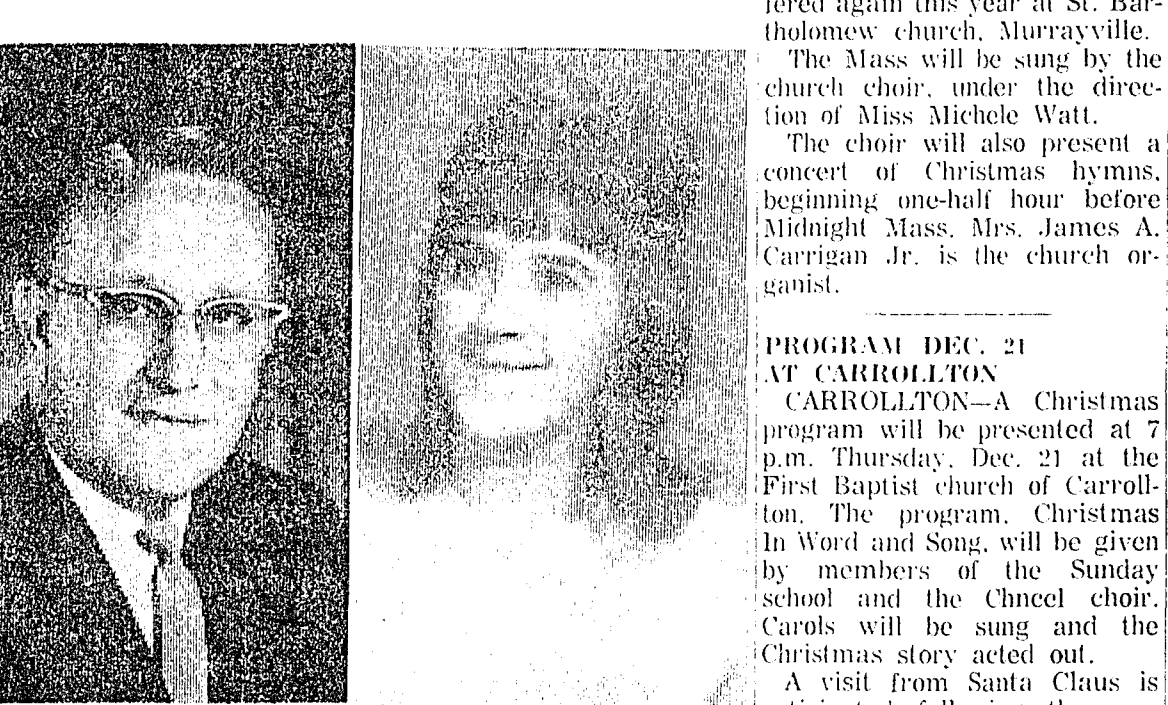 fered again this year at St. Bar-
tholomew church, Murrayville.
The Mass will be sung by the
church choir, under the direc-
tion of Miss Michele Watt.
The choir will also present a
concert of Christmas hymns,
beginning one-half hour before
Midnight Mass. Mrs. James A.
Carrigan Jr. is the church or-
ganist.
PROGRAM DEC. 21
AT CARROLLTON
CARROLLTON—A Christmas
program will be presented at 7
p.m. Thursday, Dec. 21 at the
First Baptist church of Carroll-
ton. The program, Christmas
In Word and Song, will be given
by members of the Sunday
school and the Chncel choir.
Carols will be sung and the
Christmas story acted out.
A visit from Santa Claus is